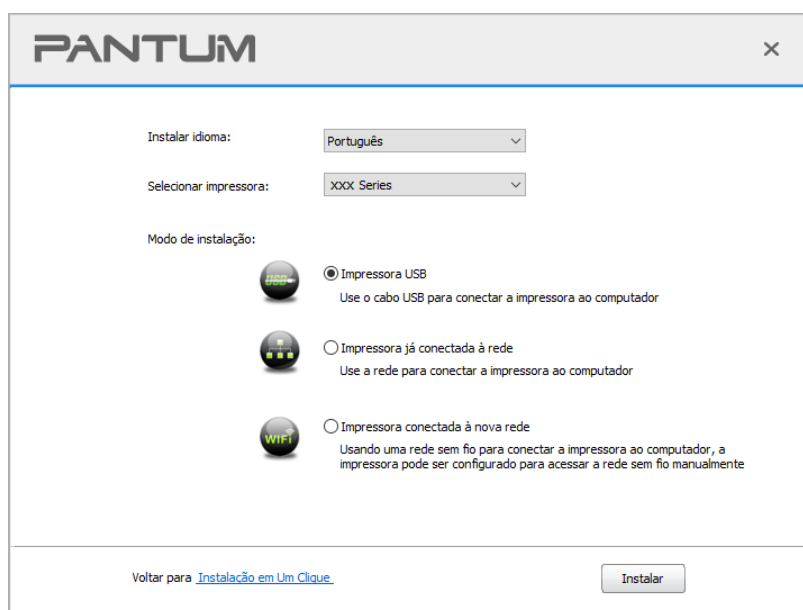 PANTUM
Instalar idioma:
Português
Selecionar impressora:
XXX Series
Modo de instalação:
USB
Impressora USB
Use o cabo USB para conectar a impressora ao computador
Impressora já conectada à rede
Use a rede para conectar a impressora ao computador
WiFi
Impressora conectada à nova rede
Usando uma rede sem fio para conectar a impressora ao computador, a
impressora pode ser configurado para acessar a rede sem fio manualmente
Voltar para Instalação em Um Clique
Instalar